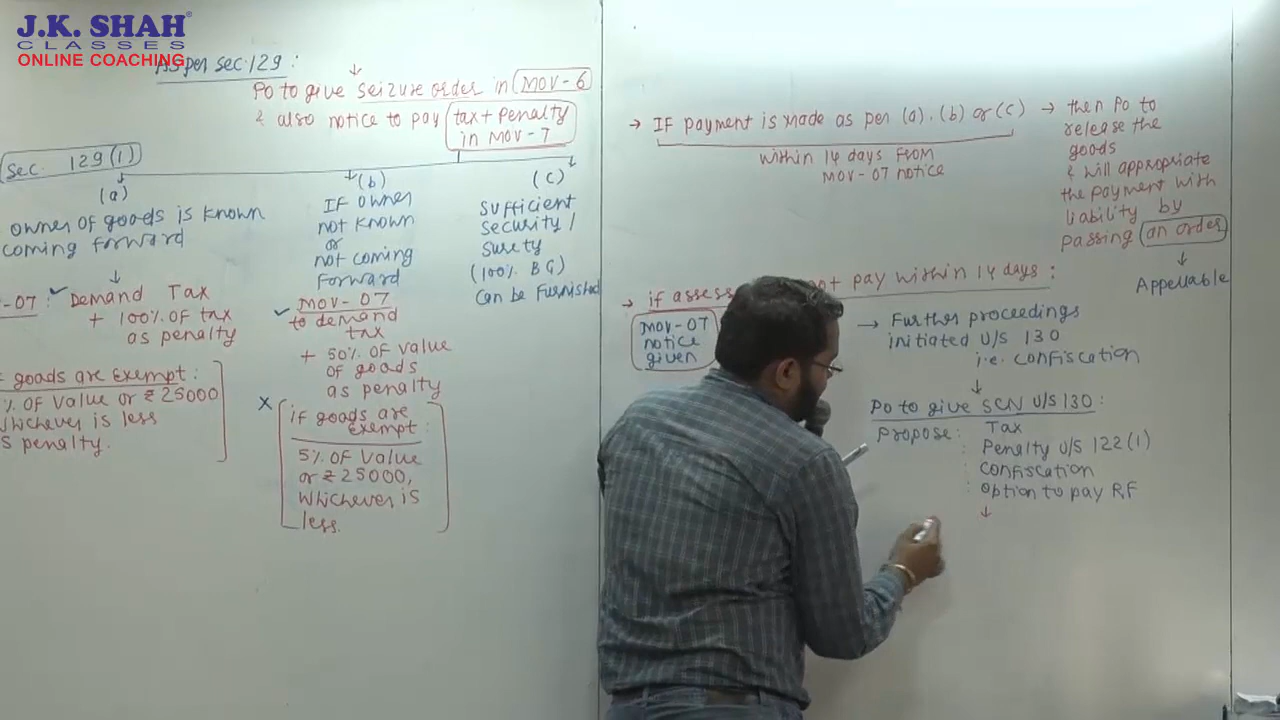 J.K. SHAH®
CLASSES
ONLINE COACHING
As per Sec. 129 :
↓
PO to give seizure order in MOV-6
& also notice to pay tax + Penalty
in MOV-7
Sec. 129(1)
(a)
owner of goods is known
coming forward
↓
-07 : ✓ Demand Tax
+ 100% of tax
as penalty
goods are exempt :
% of value or ₹ 25000
whichever is less
penalty.
(b)
If owner
not known
or
not coming
Forward
✓ MOV-07
to demand
tax
+ 50% of value
of goods
as penalty
X if goods are
exempt :
5% of value
or ₹ 25000,
whichever is
less.
(c)
Sufficient
security /
surety
(100% BG)
can be furnished
→ If payment is made as per (a), (b) or (c)
within 14 days from
MOV-07 notice
→ then PO to
release the
goods
& will appropriate
the payment with
liability by
passing an order
↓
Appellable
→ if assess not pay within 14 days :
MOV-07
notice
given
→ Further proceedings
initiated U/S 130
i.e. confiscation
↓
PO to give SCN U/S 130 :
Propose : Tax
: Penalty U/S 122(1)
: confiscation
: option to pay RF
↓